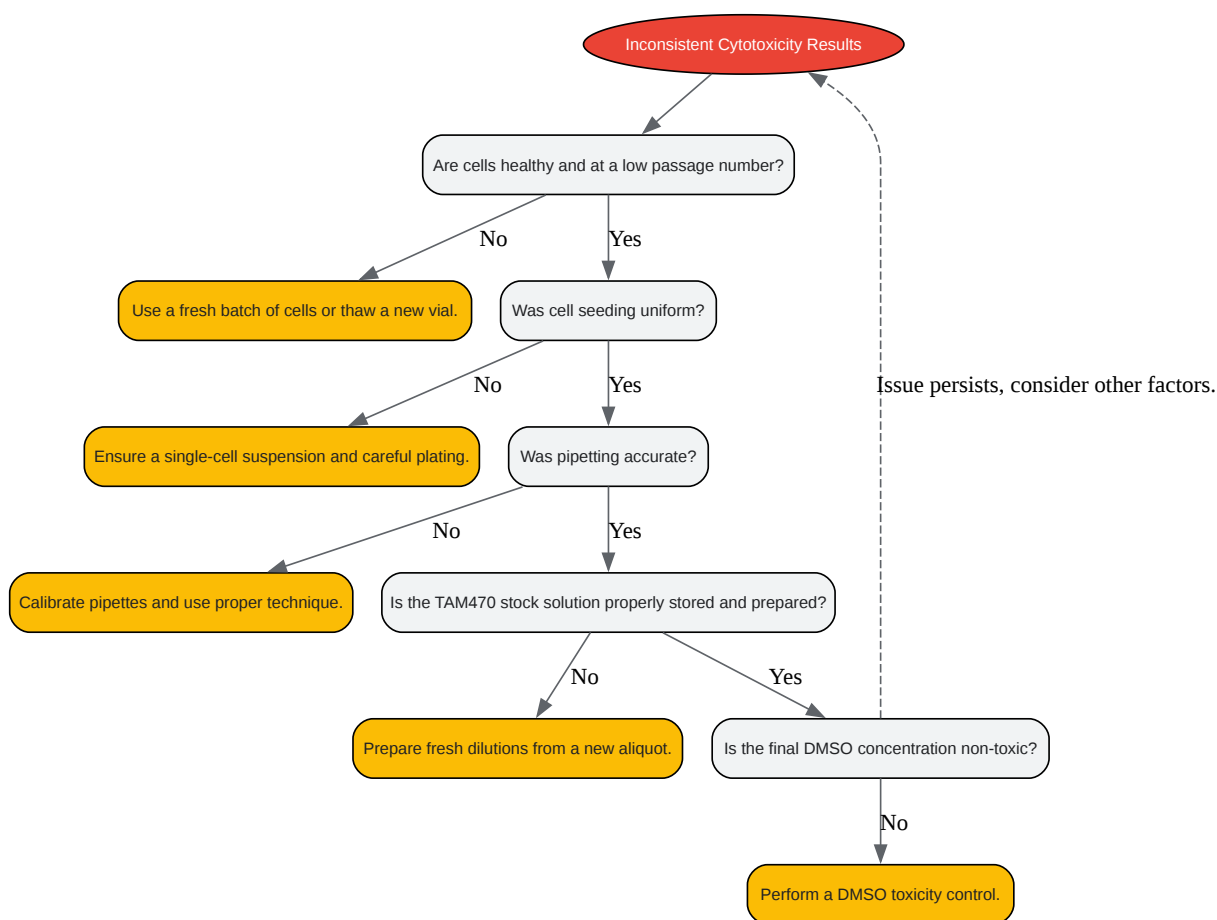 Inconsistent Cytotoxicity Results
Are cells healthy and at a low passage number?
No
Yes
Use a fresh batch of cells or thaw a new vial.
Was cell seeding uniform?
No
Yes
Issue persists, consider other factors.
Ensure a single-cell suspension and careful plating.
Was pipetting accurate?
No
Yes
Calibrate pipettes and use proper technique.
Is the TAM470 stock solution properly stored and prepared?
No
Yes
Prepare fresh dilutions from a new aliquot.
Is the final DMSO concentration non-toxic?
No
Perform a DMSO toxicity control.